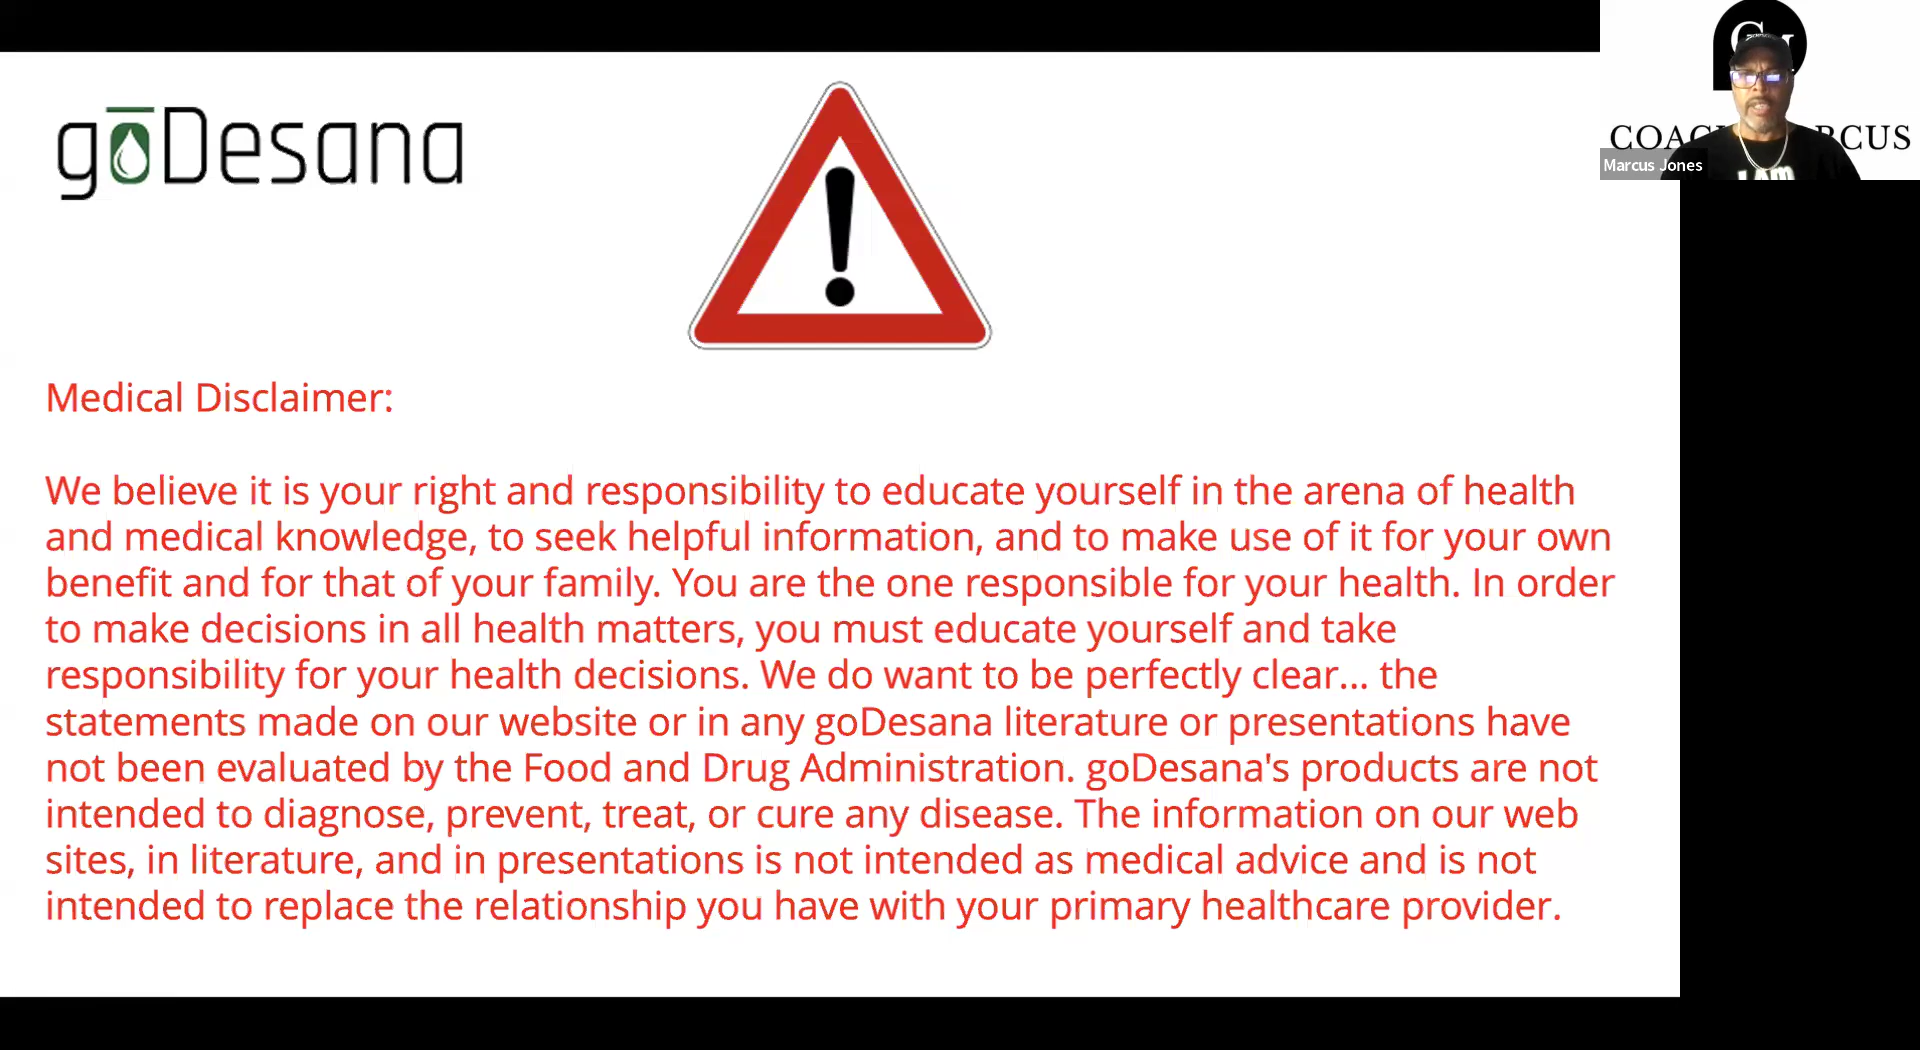 goDesana
COAC
RCUS
Marcus Jones
I AM
Medical Disclaimer:
We believe it is your right and responsibility to educate yourself in the arena of health
and medical knowledge, to seek helpful information, and to make use of it for your own
benefit and for that of your family. You are the one responsible for your health. In order
to make decisions in all health matters, you must educate yourself and take
responsibility for your health decisions. We do want to be perfectly clear... the
statements made on our website or in any goDesana literature or presentations have
not been evaluated by the Food and Drug Administration. goDesana's products are not
intended to diagnose, prevent, treat, or cure any disease. The information on our web
sites, in literature, and in presentations is not intended as medical advice and is not
intended to replace the relationship you have with your primary healthcare provider.